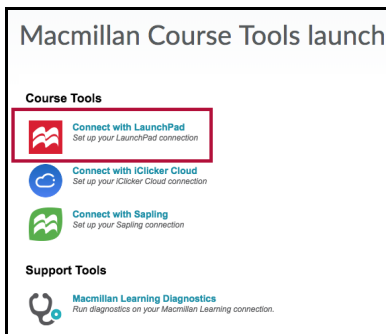 Macmillan Course Tools launch
Course Tools
Connect with LaunchPad
Set up your LaunchPad connection
Connect with iClicker Cloud
Set up your iClicker Cloud connection
Connect with Sapling
Set up your Sapling connection
Support Tools
Macmillan Learning Diagnostics
Run diagnostics on your Macmillan Learning connection.